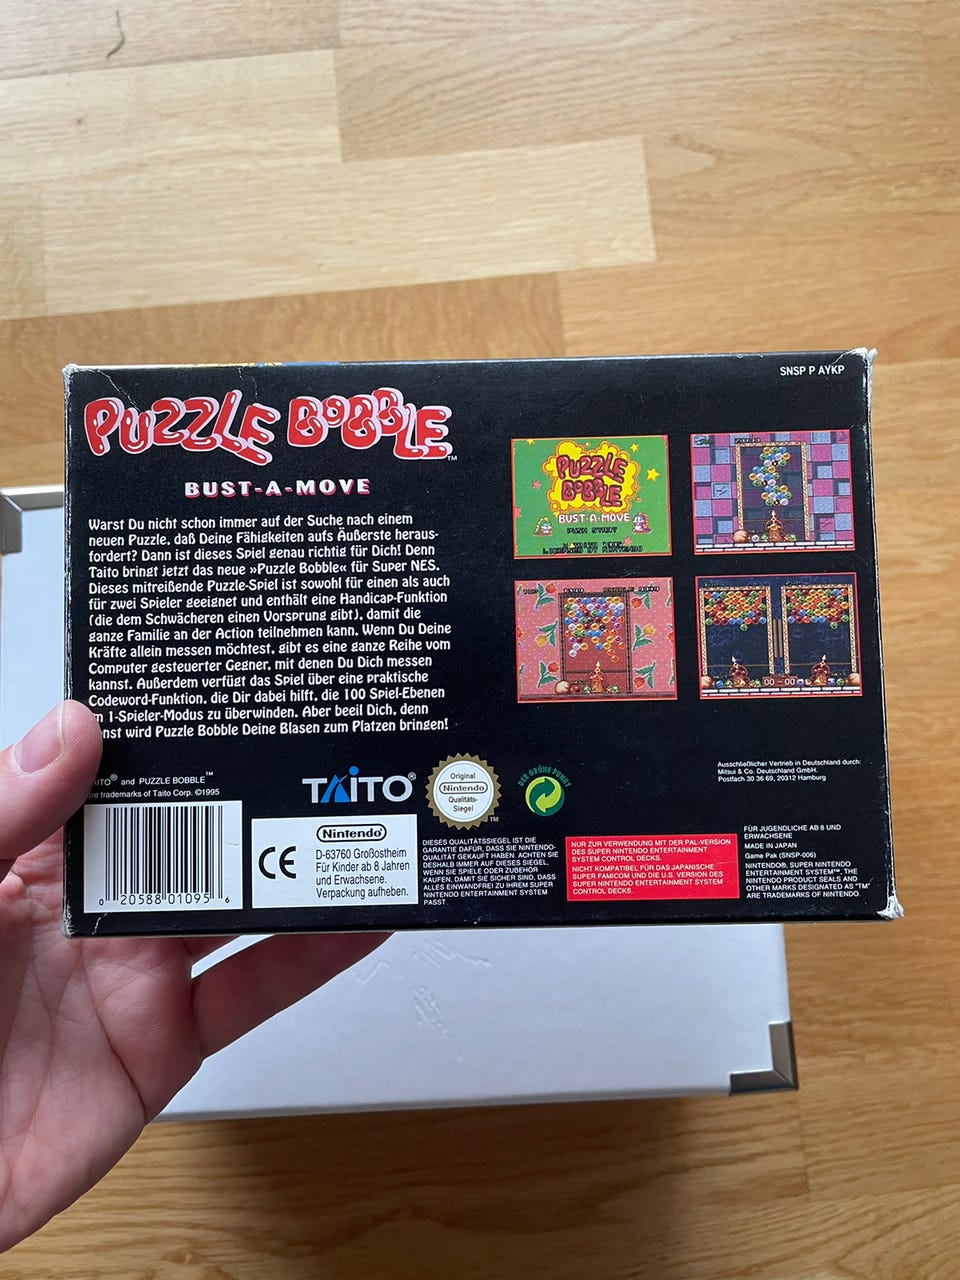 SNSP P AYKP
PUZZLE BOBBLE™
BUST-A-MOVE
Warst Du nicht schon immer auf der Suche nach einem
neuen Puzzle, daß Deine Fähigkeiten aufs Äußerste heraus-
fordert? Dann ist dieses Spiel genau richtig für Dich! Denn
Taito bringt jetzt das neue »Puzzle Bobble« für Super NES.
Dieses mitreißende Puzzle-Spiel ist sowohl für einen als auch
für zwei Spieler geeignet und enthält eine Handicap-Funktion
(die dem Schwächeren einen Vorsprung gibt), damit die
ganze Familie an der Action teilnehmen kann. Wenn Du Deine
Kräfte allein messen möchtest, gibt es eine ganze Reihe vom
Computer gesteuerter Gegner, mit denen Du Dich messen
kannst. Außerdem verfügt das Spiel über eine praktische
Codeword-Funktion, die Dir dabei hilft, die 100 Spiel-Ebenen
1-Spieler-Modus zu überwinden. Aber beeil Dich, denn
wird Puzzle Bobble Deine Blasen zum Platzen bringen!
PUZZLE
BOBBLE
BUST-A-MOVE
PUSH START
00-00
and PUZZLE BOBBLE™
trademarks of Taito Corp. ©1995
TAITO®
Original
Nintendo
Qualitäts-
Siegel
TM
DER GRÜNE PUNKT
Ausschließlicher Vertrieb in Deutschland durch:
Mitsui & Co. Deutschland GmbH.
Postfach 30 36 69, 20312 Hamburg
0 20588 01095 6
CE
Nintendo®
D-63760 Großostheim
Für Kinder ab 8 Jahren
und Erwachsene.
Verpackung aufheben.
DIESES QUALITÄTSSIEGEL IST DIE
GARANTIE DAFÜR, DASS SIE NINTENDO-
QUALITÄT GEKAUFT HABEN. ACHTEN SIE
DESHALB IMMER AUF DIESES SIEGEL,
WENN SIE SPIELE ODER ZUBEHÖR
KAUFEN, DAMIT SIE SICHER SIND, DASS
ALLES EINWANDFREI ZU IHREM SUPER
NINTENDO ENTERTAINMENT SYSTEM
PASST.
NUR ZUR VERWENDUNG MIT DER PAL-VERSION
DES SUPER NINTENDO ENTERTAINMENT
SYSTEM CONTROL DECKS.
NICHT KOMPATIBEL FÜR DAS JAPANISCHE
SUPER FAMICOM UND DIE U.S. VERSION DES
SUPER NINTENDO ENTERTAINMENT SYSTEM
CONTROL DECKS.
FÜR JUGENDLICHE AB 8 UND
ERWACHSENE
MADE IN JAPAN
Game Pak (SNSP-006)
NINTENDO®, SUPER NINTENDO
ENTERTAINMENT SYSTEM™, THE
NINTENDO PRODUCT SEALS AND
OTHER MARKS DESIGNATED AS "TM"
ARE TRADEMARKS OF NINTENDO.